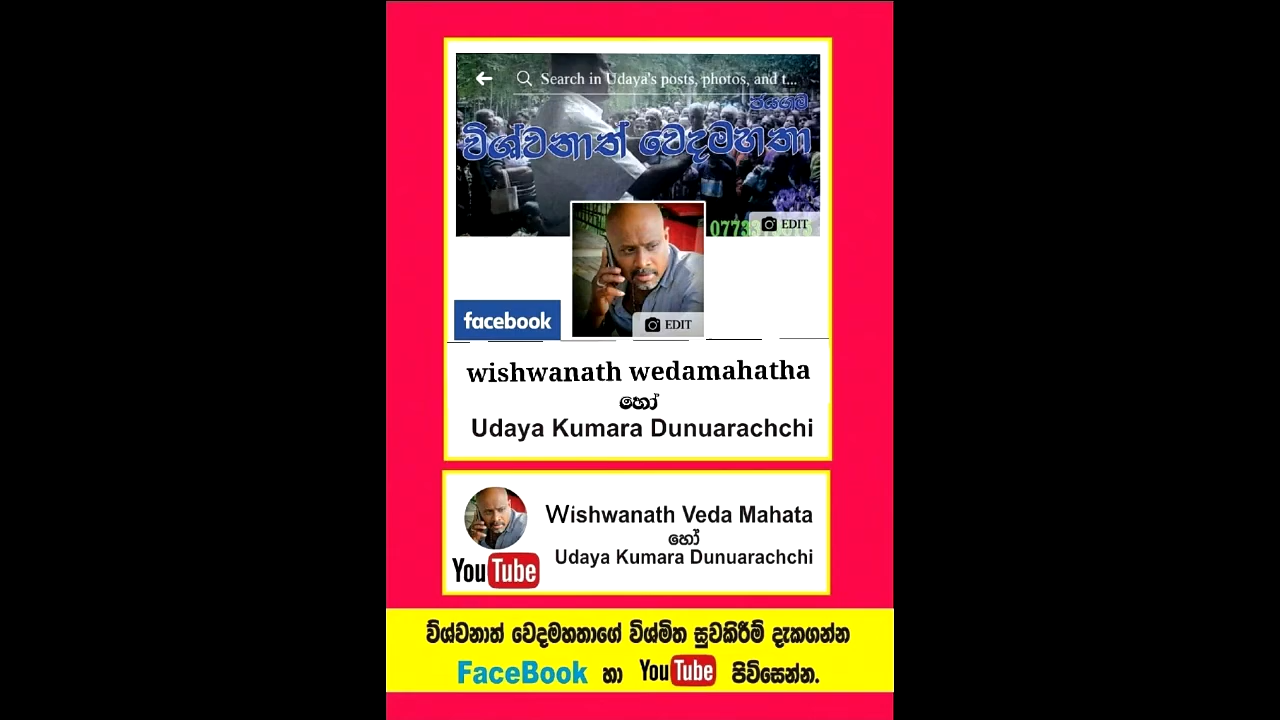 Search in Udaya's posts, photos, and t...
ජයගුම
විශ්වනාත් වෙදමහතා
EDIT
EDIT
facebook
wishwanath wedamahatha
හෝ
Udaya Kumara Dunuarachchi
Wishwanath Veda Mahata
හෝ
Udaya Kumara Dunuarachchi
YouTube
විශ්වනාත් වෙදමහතාගේ විශ්මිත සුවකිරීම් දැකගන්න
FaceBook හා YouTube පිවිසෙන්න.